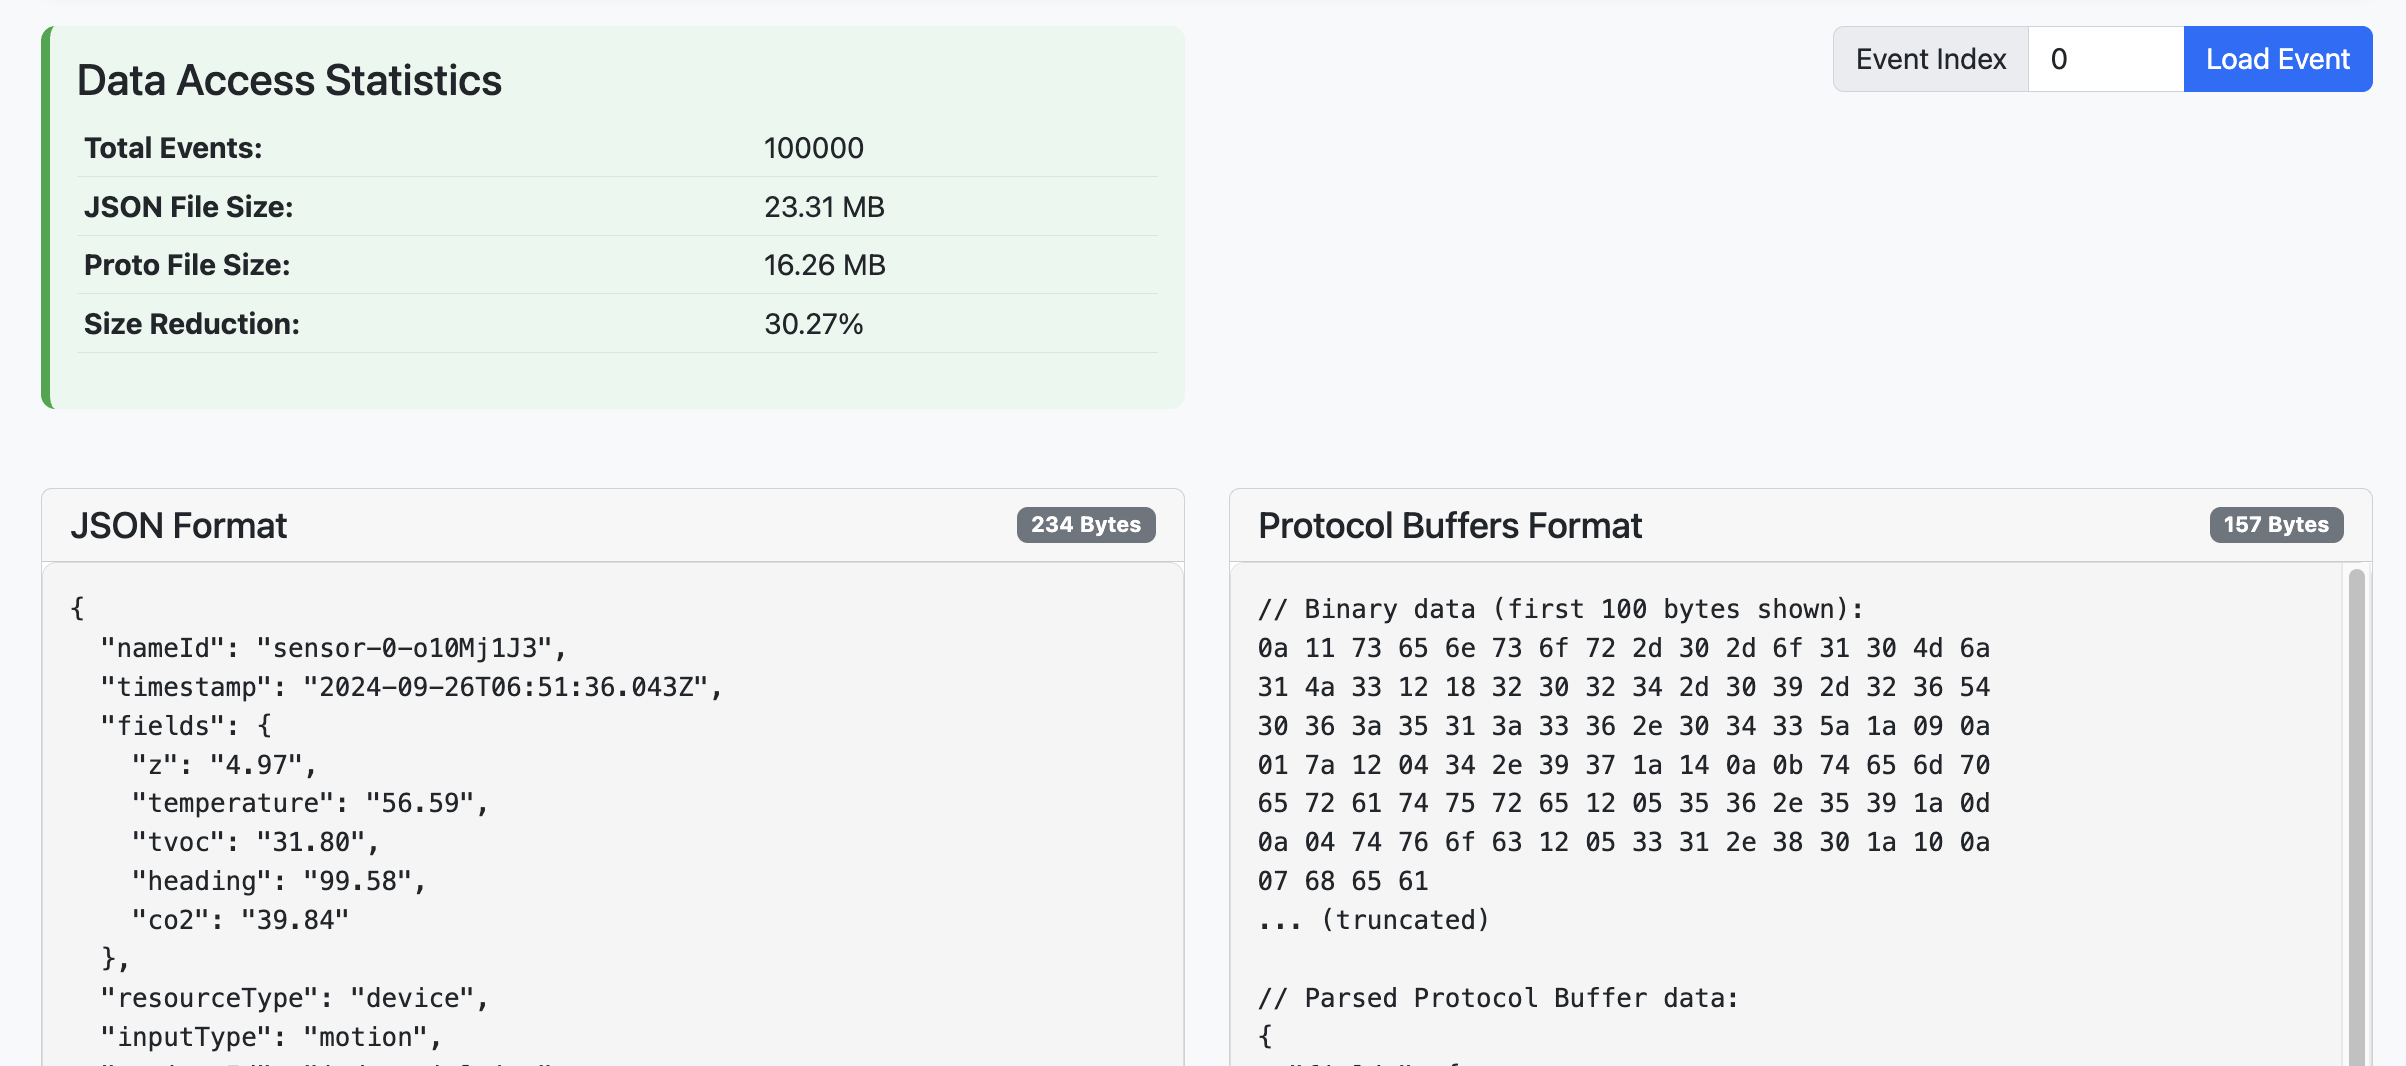 Data Access Statistics
Event Index 0 Load Event
Total Events: 100000
JSON File Size: 23.31 MB
Proto File Size: 16.26 MB
Size Reduction: 30.27%
JSON Format 234 Bytes
{
"nameId": "sensor-0-o10Mj1J3",
"timestamp": "2024-09-26T06:51:36.043Z",
"fields": {
"z": "4.97",
"temperature": "56.59",
"tvoc": "31.80",
"heading": "99.58",
"co2": "39.84"
},
"resourceType": "device",
"inputType": "motion",
Protocol Buffers Format 157 Bytes
// Binary data (first 100 bytes shown):
0a 11 73 65 6e 73 6f 72 2d 30 2d 6f 31 30 4d 6a
31 4a 33 12 18 32 30 32 34 2d 30 39 2d 32 36 54
30 36 3a 35 31 3a 33 36 2e 30 34 33 5a 1a 09 0a
01 7a 12 04 34 2e 39 37 1a 14 0a 0b 74 65 6d 70
65 72 61 74 75 72 65 12 05 35 36 2e 35 39 1a 0d
0a 04 74 76 6f 63 12 05 33 31 2e 38 30 1a 10 0a
07 68 65 61
... (truncated)
// Parsed Protocol Buffer data:
{